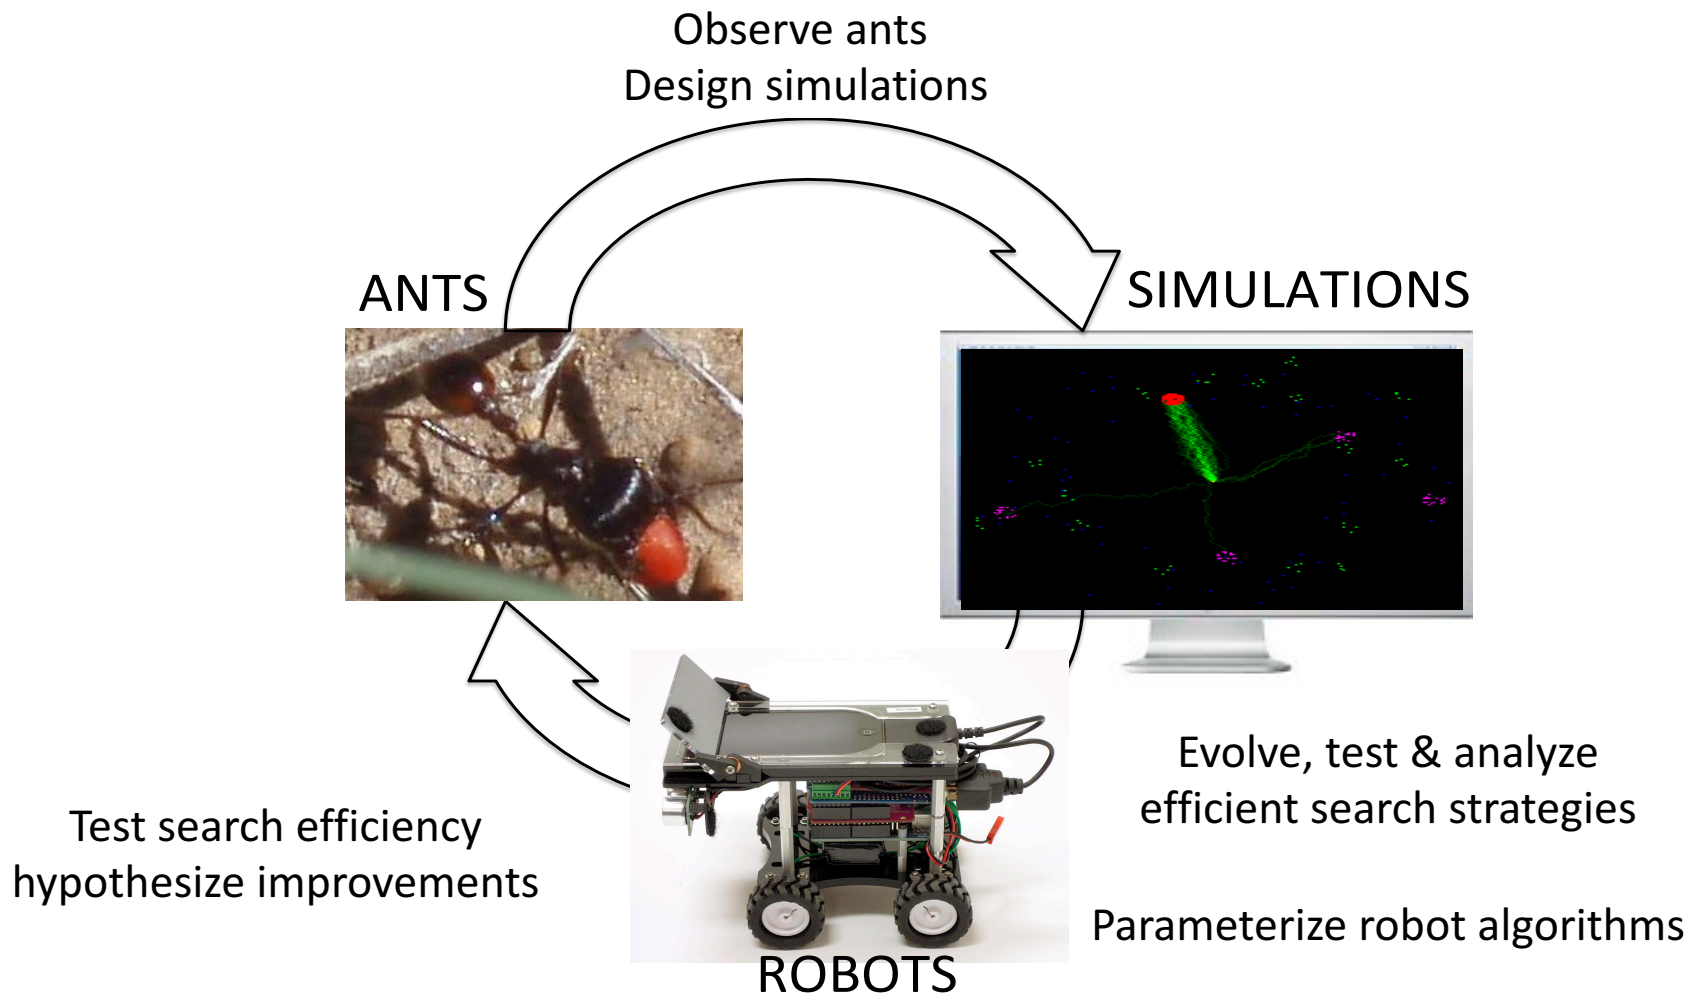 Observe ants
Design simulations
ANTS
SIMULATIONS
Evolve, test & analyze
efficient search strategies
Test search efficiency
hypothesize improvements
Parameterize robot algorithms
ROBOTS